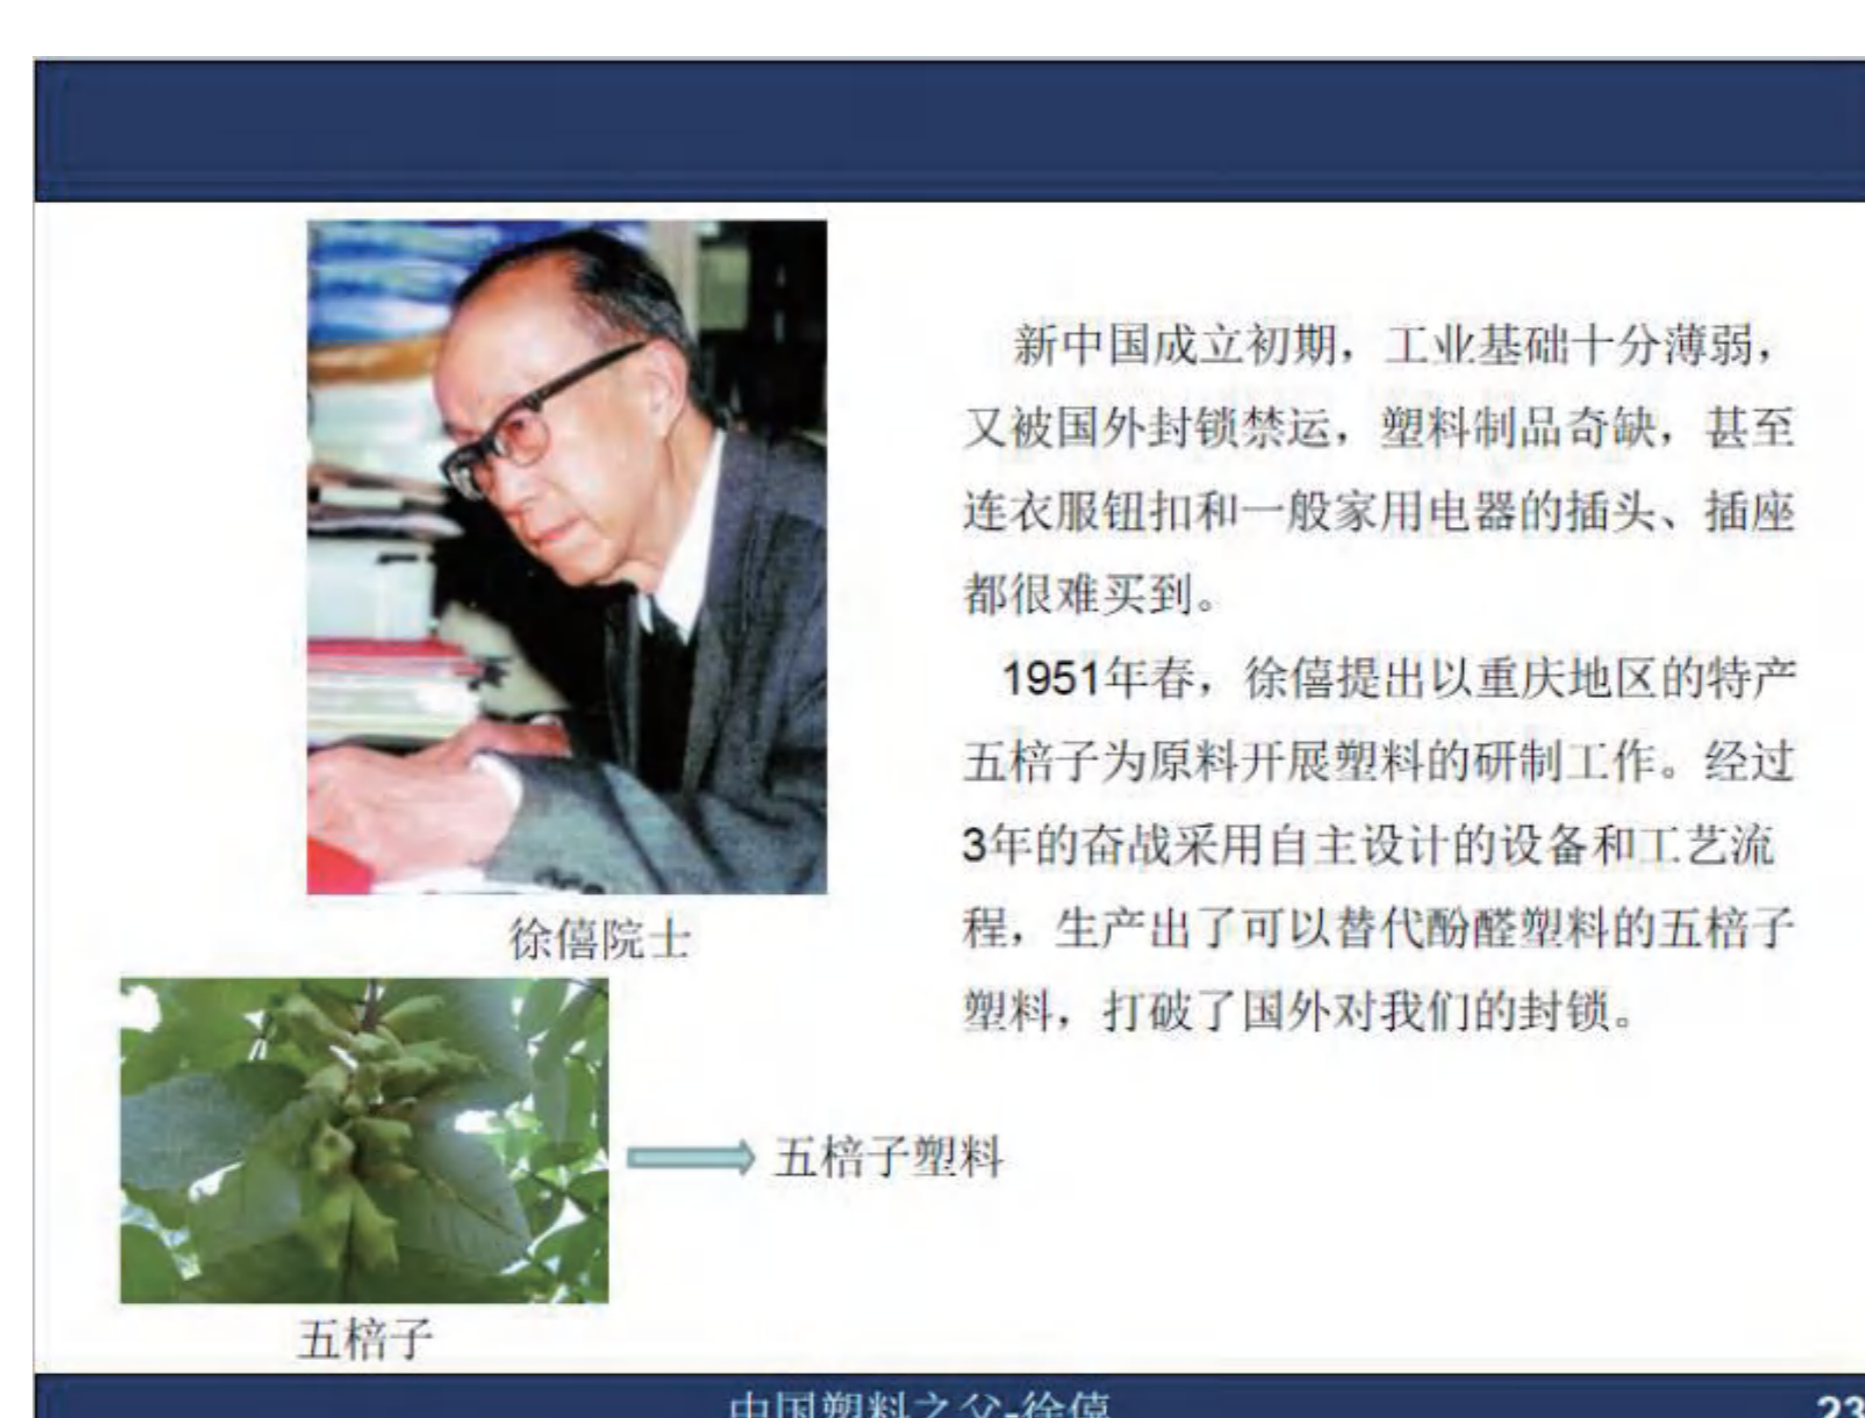 徐僖院士
新中国成立初期，工业基础十分薄弱，
又被国外封锁禁运，塑料制品奇缺，甚至
连衣服钮扣和一般家用电器的插头、插座
都很难买到。
1951年春，徐僖提出以重庆地区的特产
五棓子为原料开展塑料的研制工作。经过
3年的奋战采用自主设计的设备和工艺流
程，生产出了可以替代酚醛塑料的五棓子
塑料，打破了国外对我们的封锁。
五棓子塑料
五棓子
中国塑料之父-徐僖
23